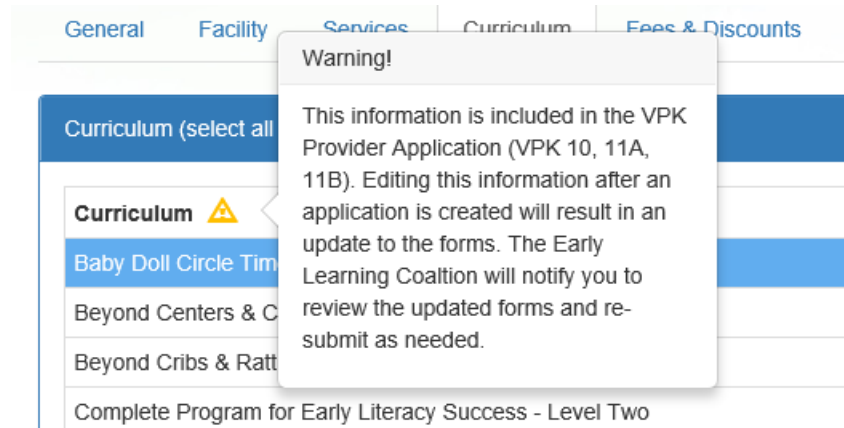 General Facility Services Curriculum Fees & Discounts
Warning!
This information is included in the VPK
Provider Application (VPK 10, 11A,
11B). Editing this information after an
application is created will result in an
update to the forms. The Early
Learning Coaltion will notify you to
review the updated forms and re-
submit as needed.
Curriculum (select all
Curriculum
Baby Doll Circle Tim
Beyond Centers & C
Beyond Cribs & Ratt
Complete Program for Early Literacy Success - Level Two